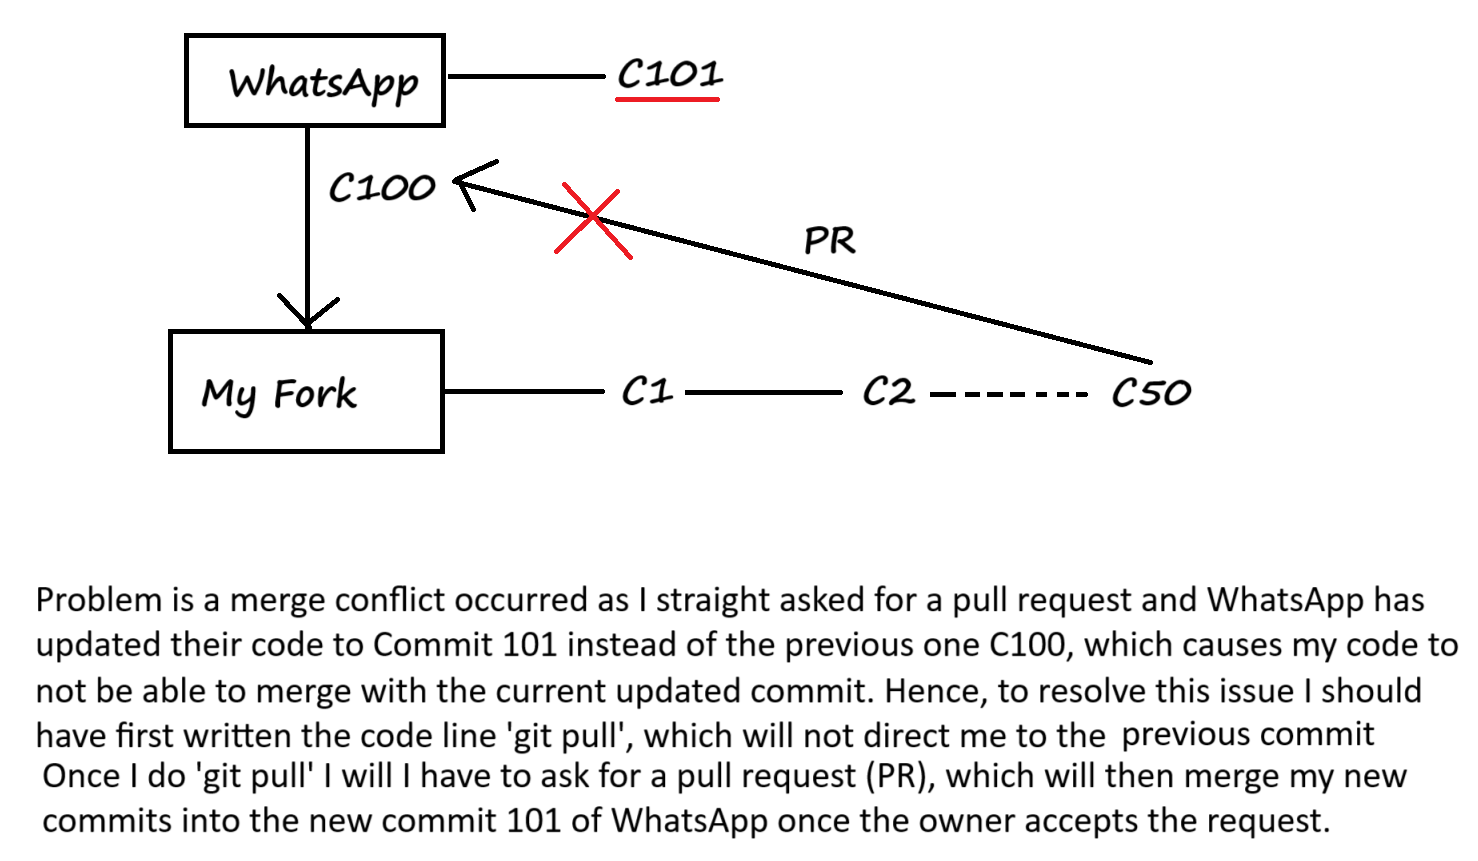 WhatsApp
C101
C100
PR
My Fork
C1
C2
C50
Problem is a merge conflict occurred as I straight asked for a pull request and WhatsApp has
updated their code to Commit 101 instead of the previous one C100, which causes my code to
not be able to merge with the current updated commit. Hence, to resolve this issue I should
have first written the code line 'git pull', which will not direct me to the previous commit
Once I do 'git pull' I will I have to ask for a pull request (PR), which will then merge my new
commits into the new commit 101 of WhatsApp once the owner accepts the request.